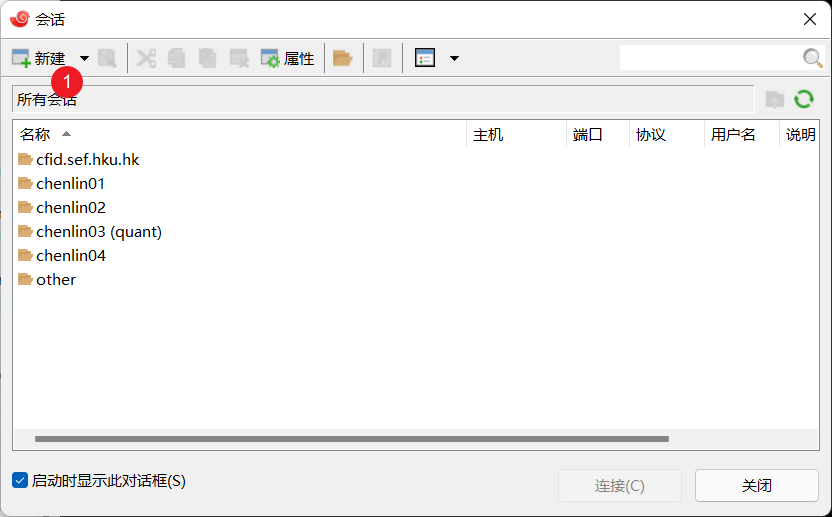 会话
新建 属性
1
所有会话
名称 主机 端口 协议 用户名 说明
cfid.sef.hku.hk
chenlin01
chenlin02
chenlin03 (quant)
chenlin04
other
启动时显示此对话框(S) 连接(C) 关闭